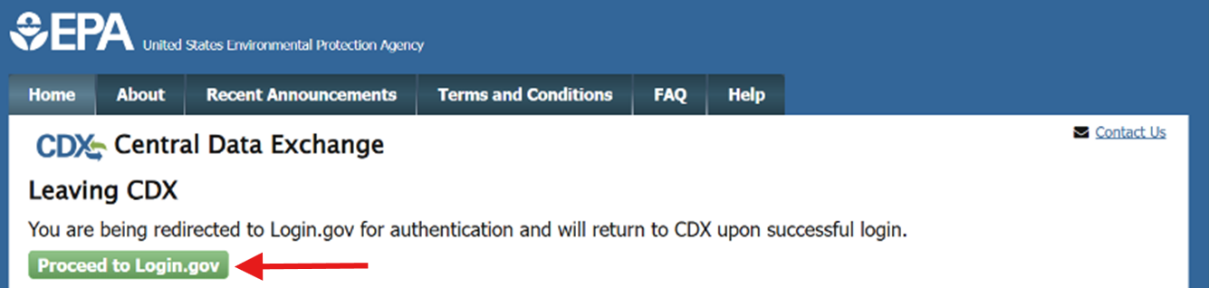 EPA United States Environmental Protection Agency
Home About Recent Announcements Terms and Conditions FAQ Help
CDX Central Data Exchange
Contact Us
Leaving CDX
You are being redirected to Login.gov for authentication and will return to CDX upon successful login.
Proceed to Login.gov